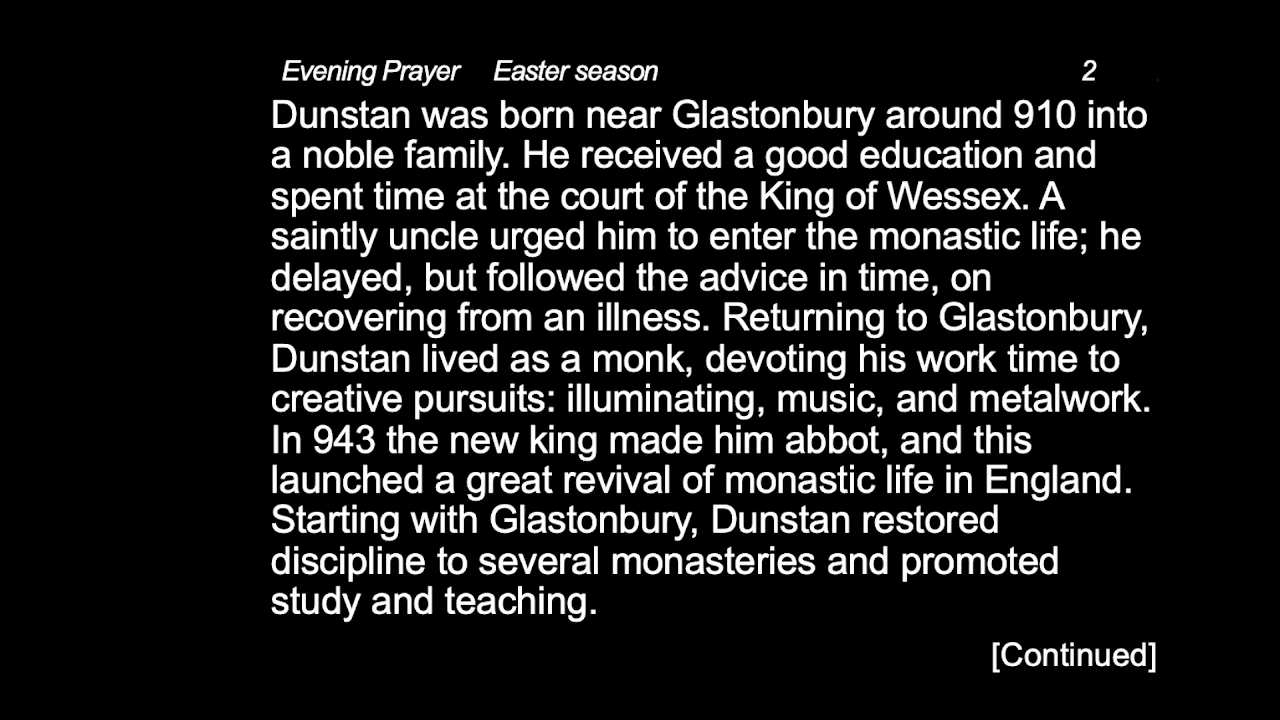 Evening Prayer Easter season 2
Dunstan was born near Glastonbury around 910 into
a noble family. He received a good education and
spent time at the court of the King of Wessex. A
saintly uncle urged him to enter the monastic life; he
delayed, but followed the advice in time, on
recovering from an illness. Returning to Glastonbury,
Dunstan lived as a monk, devoting his work time to
creative pursuits: illuminating, music, and metalwork.
In 943 the new king made him abbot, and this
launched a great revival of monastic life in England.
Starting with Glastonbury, Dunstan restored
discipline to several monasteries and promoted
study and teaching.
[Continued]